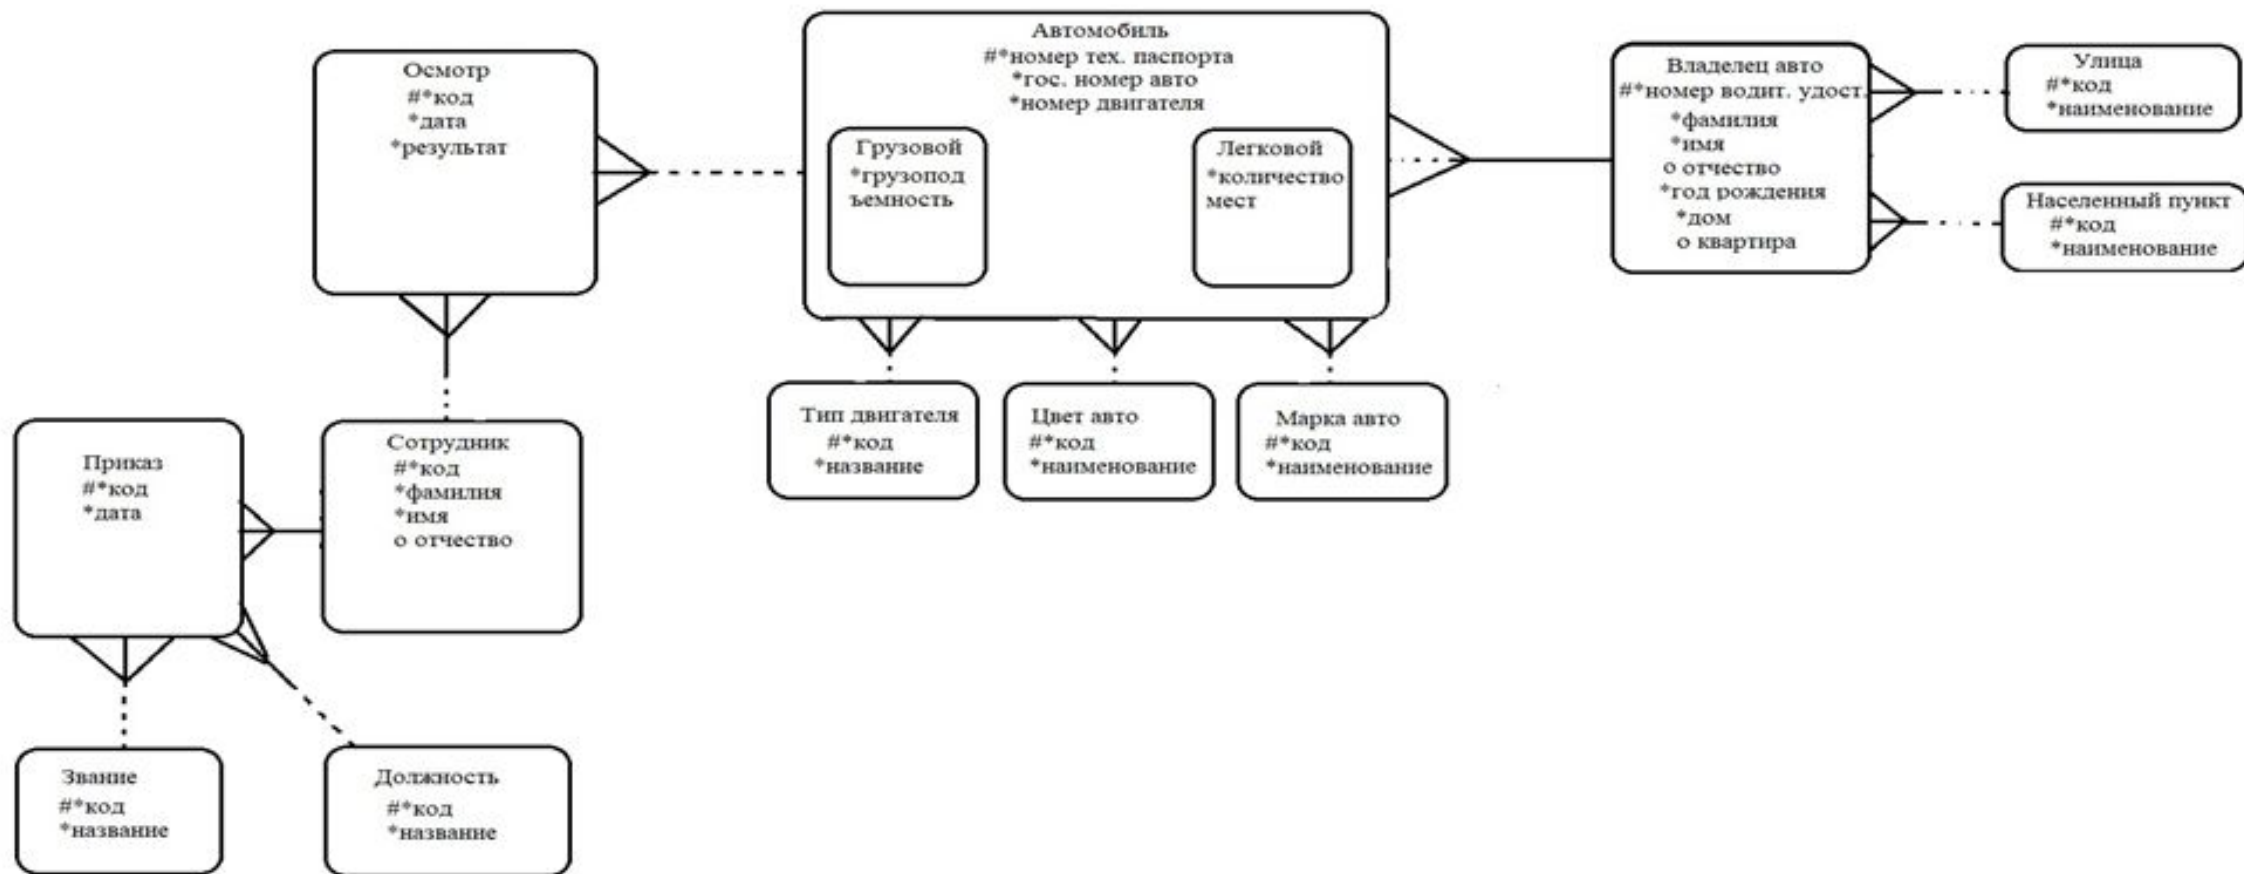 Осмотр
#*код
*дата
*результат
Автомобиль
#*номер тех. паспорта
*гос. номер авто
*номер двигателя
Грузовой
*грузопод
ъемность
Легковой
*количество
мест
Владелец авто
#*номер водит. удост.
*фамилия
*имя
о отчество
*год рождения
*дом
о квартира
Улица
#*код
*наименование
Населенный пункт
#*код
*наименование
Приказ
#*код
*дата
Сотрудник
#*код
*фамилия
*имя
о отчество
Тип двигателя
#*код
*название
Цвет авто
#*код
*наименование
Марка авто
#*код
*наименование
Звание
#*код
*название
Должность
#*код
*название